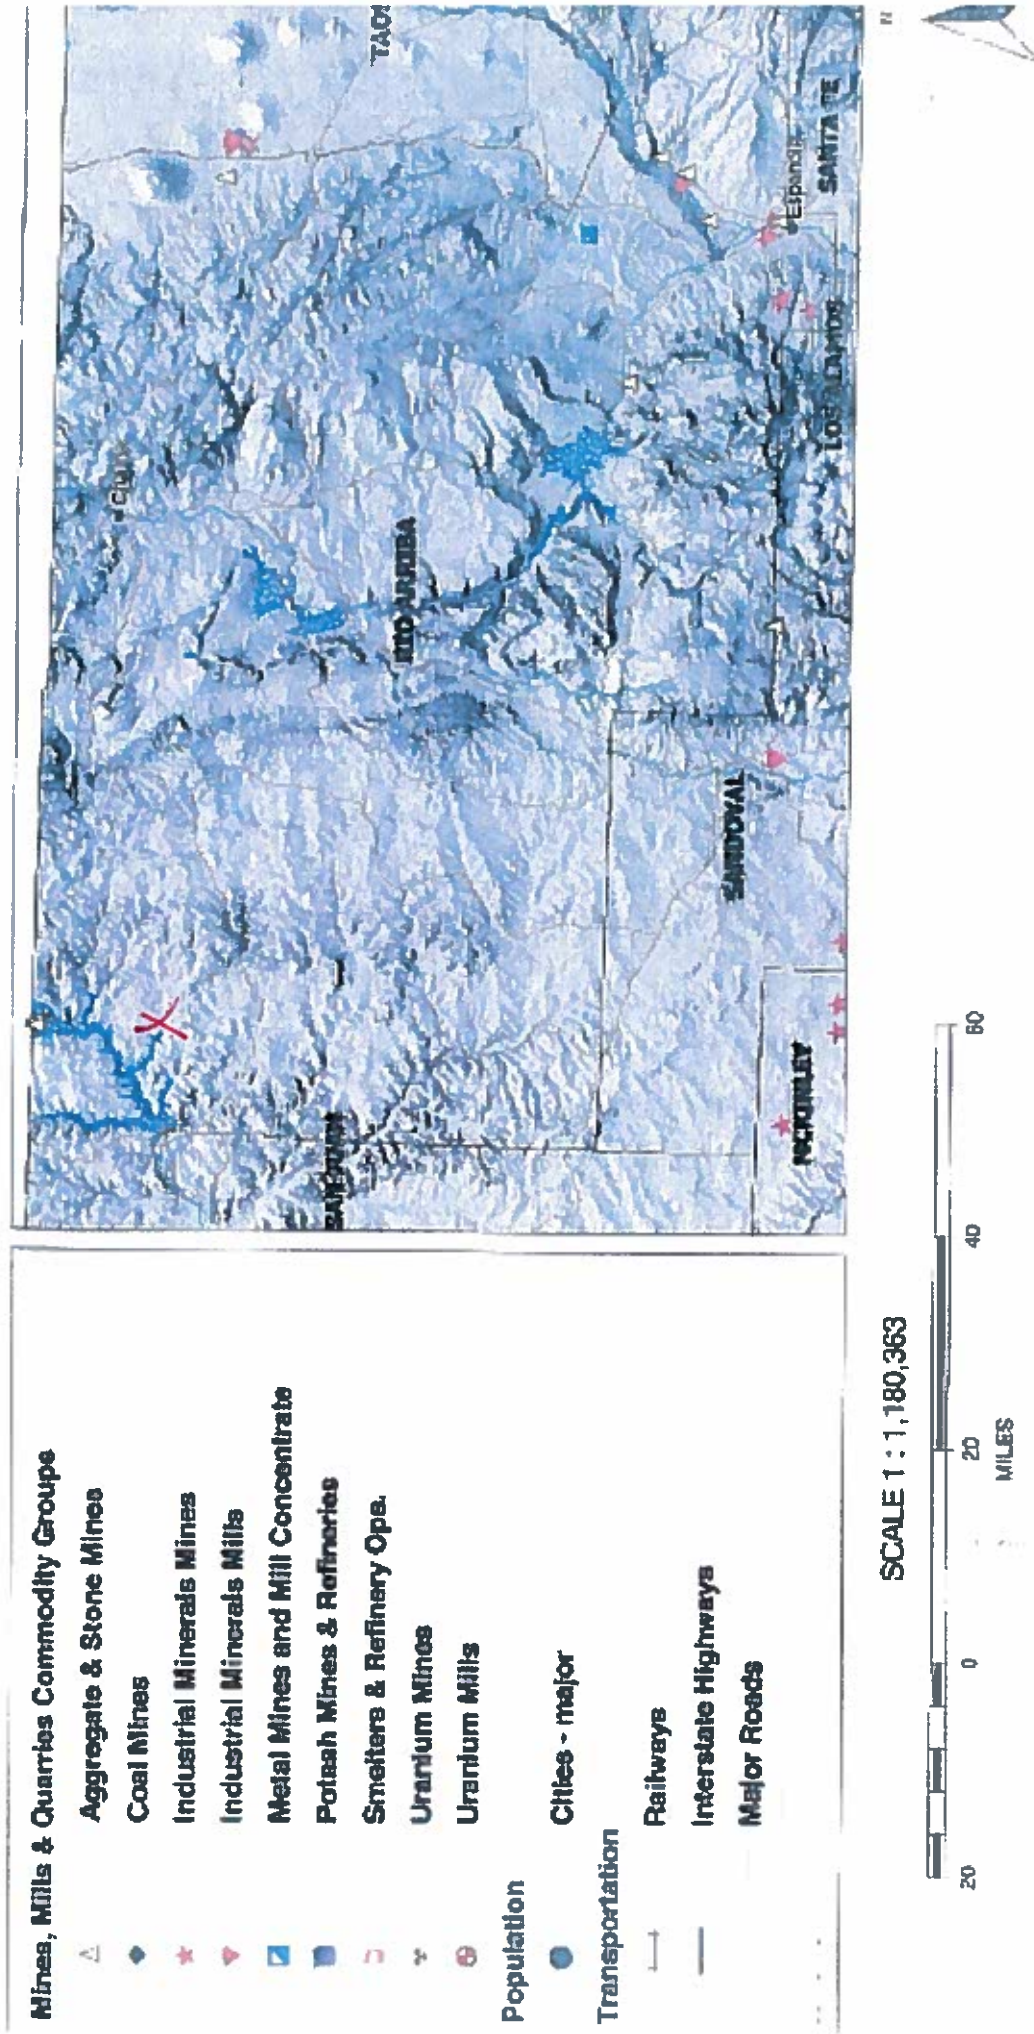 Mines, Mills & Quarries Commodity Groups
Aggregate & Stone Mines
Coal Mines
Industrial Minerals Mines
Industrial Minerals Mills
Metal Mines and Mill Concentrate
Potash Mines & Refineries
Smelters & Refinery Ops.
Uranium Mines
Uranium Mills
Population
Cities - major
Transportation
Railways
Interstate Highways
Major Roads
SAN JUAN
RIO ARRIBA
TAOS
MCKINLEY
SANDOVAL
LOS ALAMOS
Espanola
SANTA FE
SCALE 1 : 1,180,363
20 0 20 40 60
MILES
N